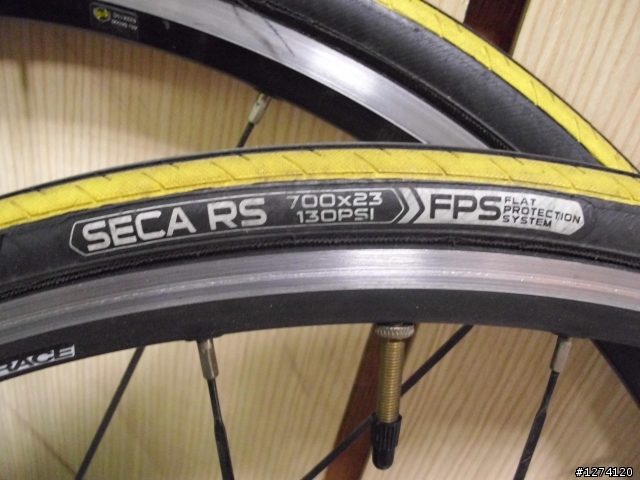 SECA RS
700x23
130PSI
FPS
FLAT
PROTECTION
SYSTEM
RACE
#1274120